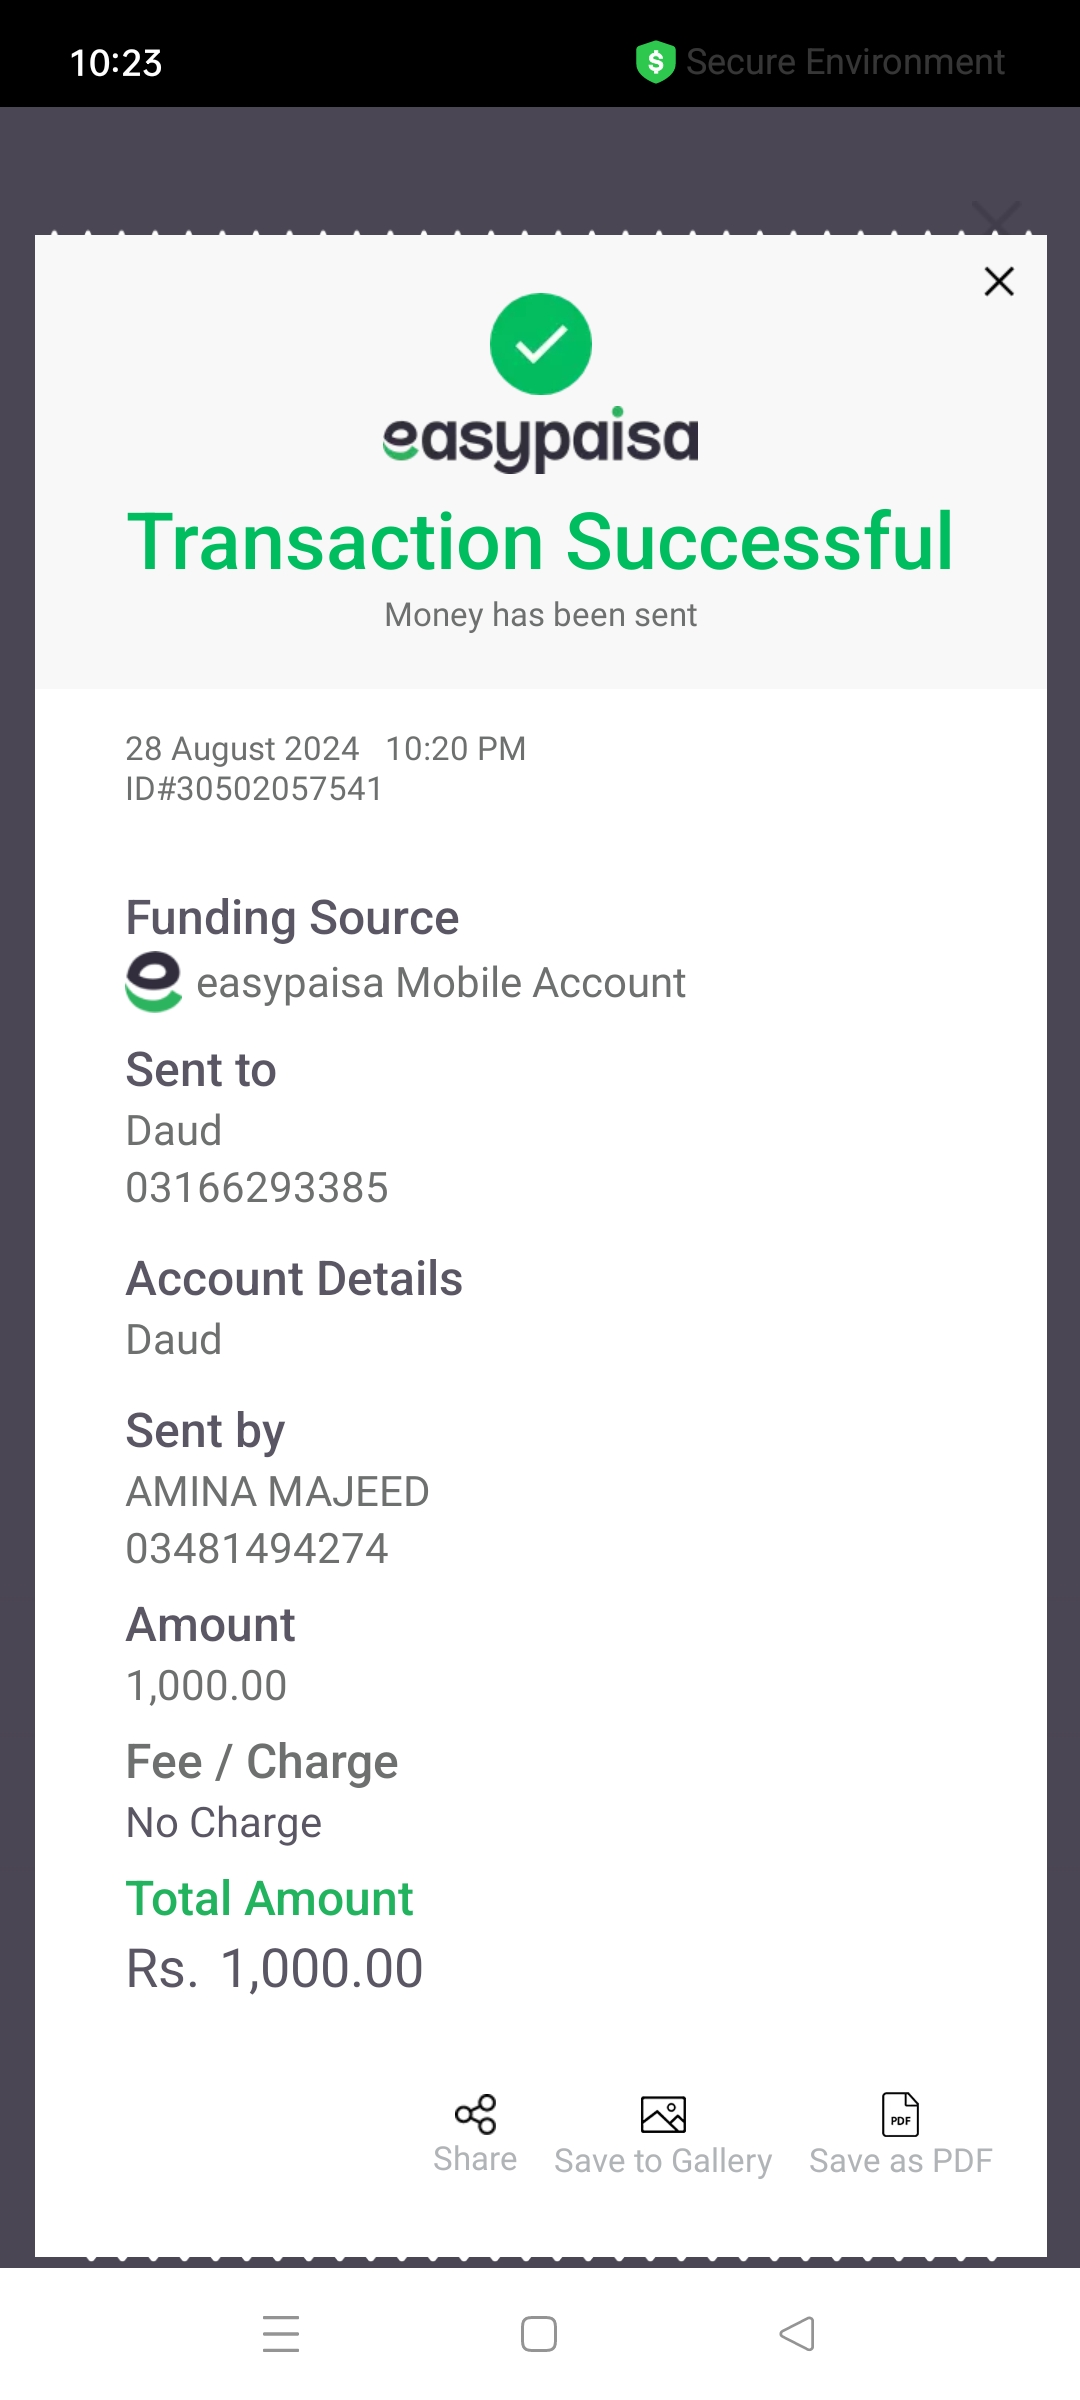 10:23
$ Secure Environment
easypaisa
Transaction Successful
Money has been sent
28 August 2024 10:20 PM
ID#30502057541
Funding Source
easypaisa Mobile Account
Sent to
Daud
03166293385
Account Details
Daud
Sent by
AMINA MAJEED
03481494274
Amount
1,000.00
Fee / Charge
No Charge
Total Amount
Rs. 1,000.00
PDF
Share Save to Gallery Save as PDF